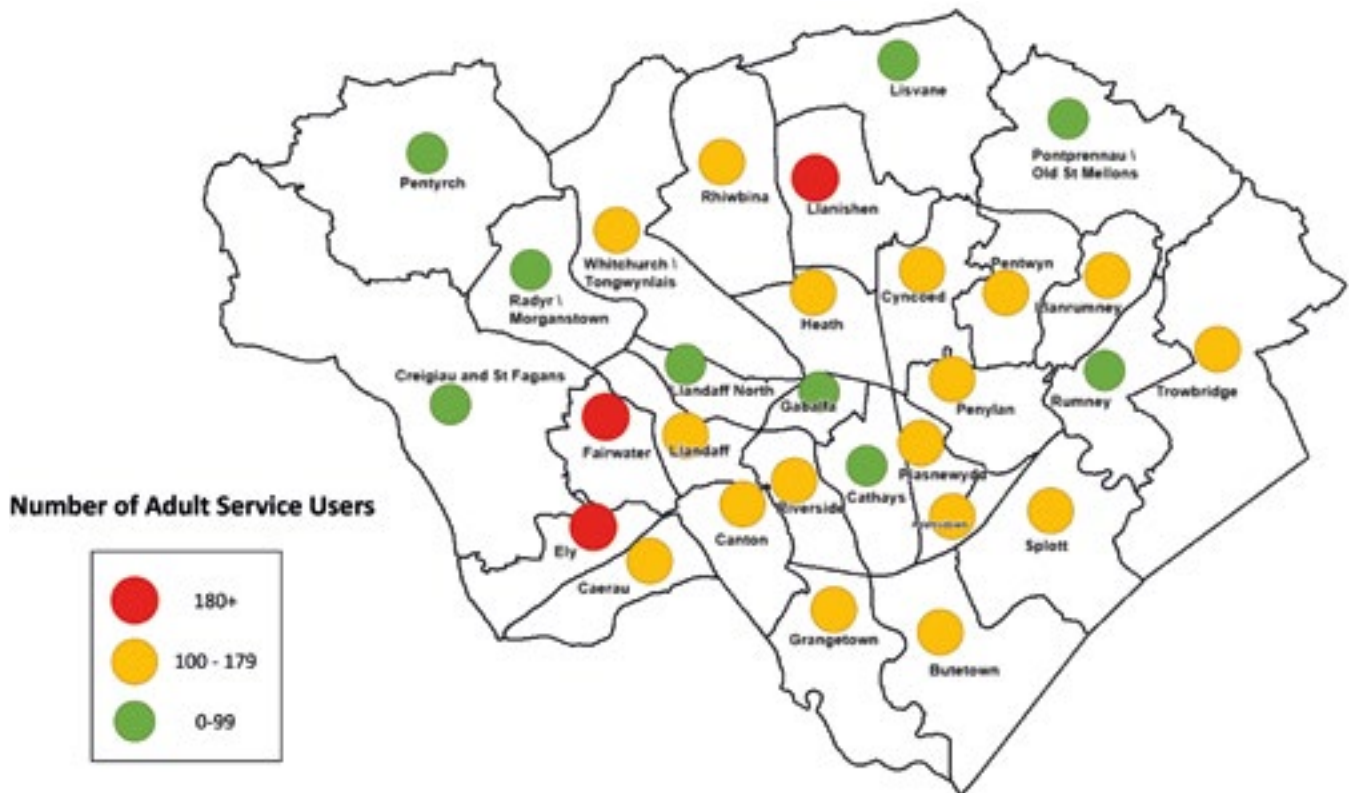 Lisvane
Pontprennau \
Old St Mellons
Pentyrch
Rhiwbina
Llanishen
Whitchurch \
Tongwynlais
Pentwyn
Radyr \
Morganstown
Cyncoed
Llanrumney
Heath
Creigiau and St Fagans
Llandaff North
Gabalfa
Penylan
Rumney
Trowbridge
Fairwater
Llandaff
Plasnewydd
Riverside
Cathays
Number of Adult Service Users
Canton
Splott
Ely
Caerau
180+
Grangetown
100 - 179
Butetown
0-99